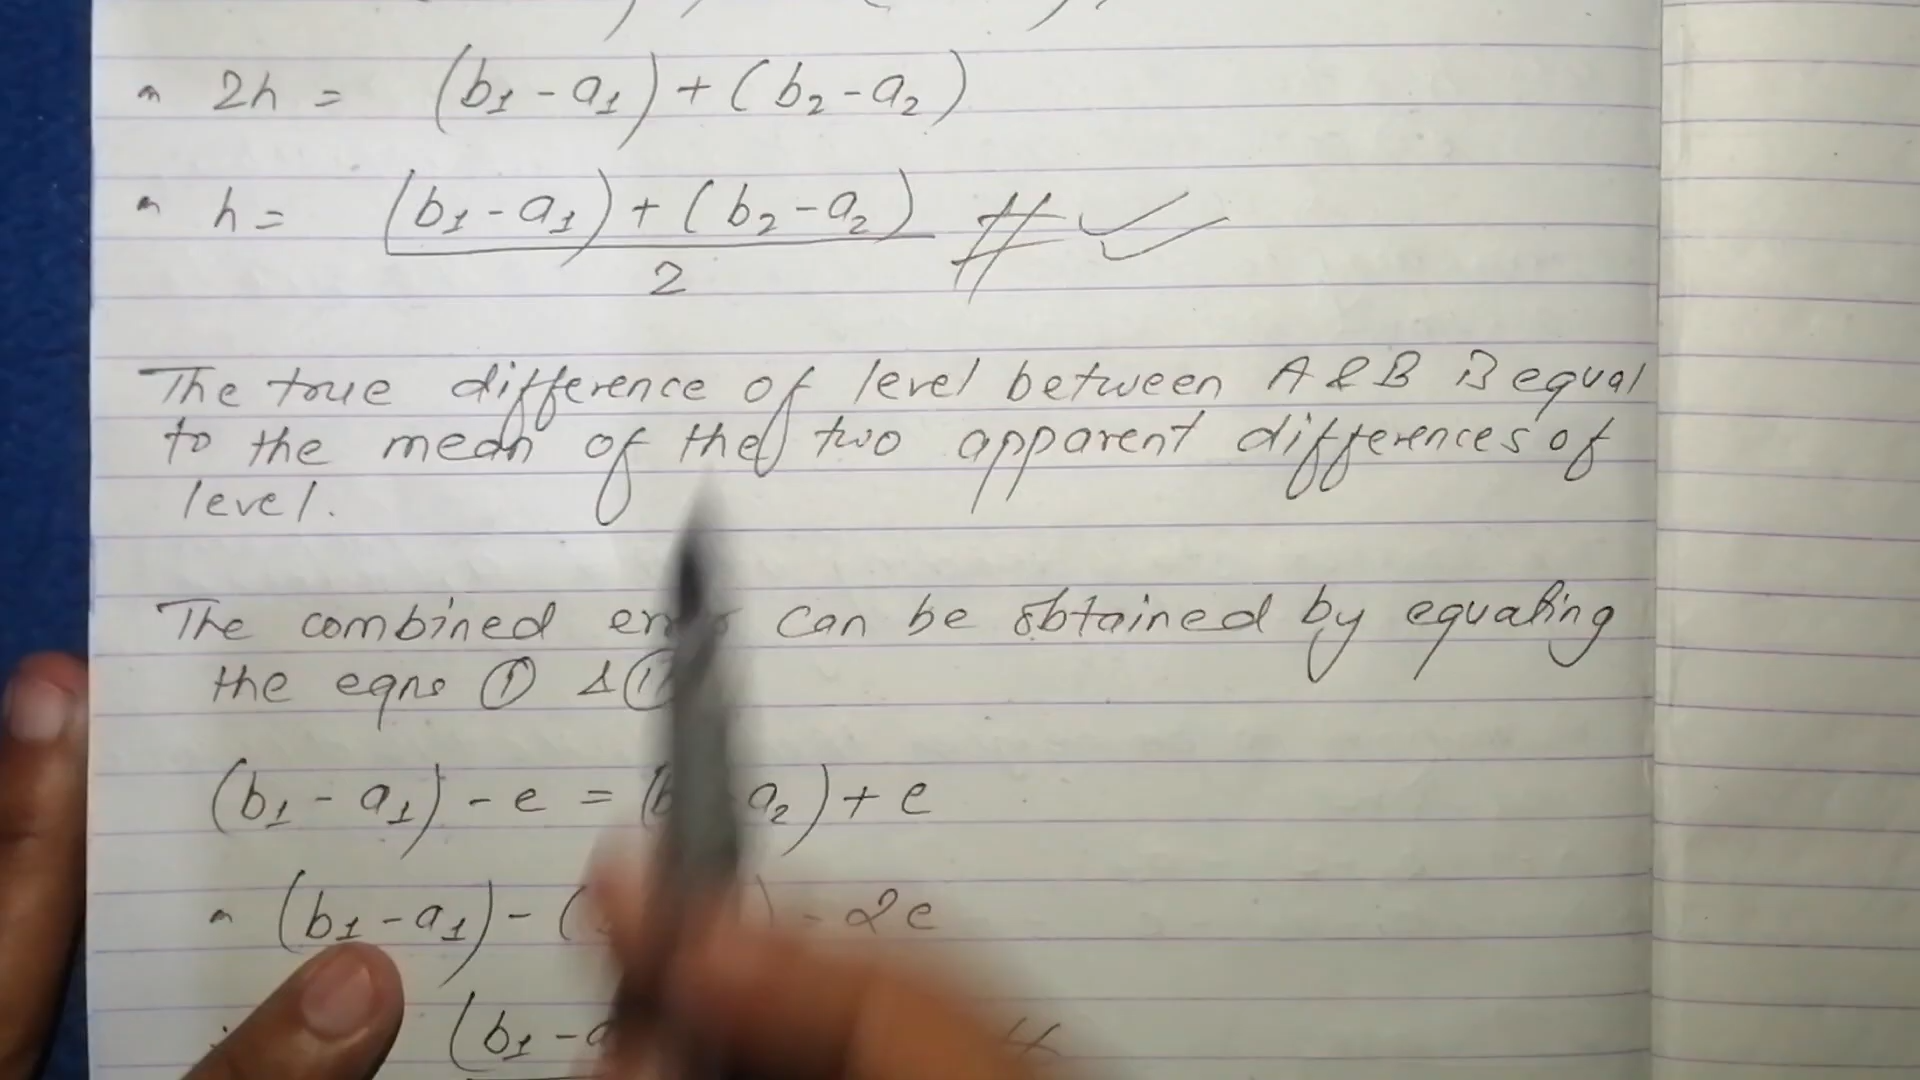 2h = (b₁ - a₁) + (b₂ - a₂)
h = (b₁ - a₁) + (b₂ - a₂) #
2
The true difference of level between A & B is equal
to the mean of the two apparent differences of
level.
The combined can be obtained by equating
the eqns ① &
(b₁ - a₁) - e = a₂) + e
(b₁ - a₁) - ( 2e
(b₁ -